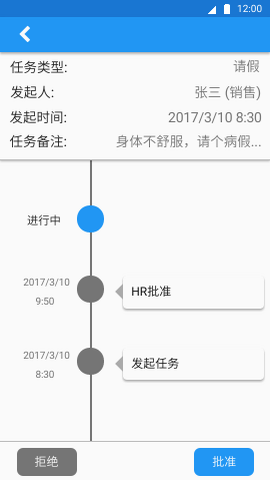 12:00
任务类型: 请假
发起人: 张三 (销售)
发起时间: 2017/3/10 8:30
任务备注: 身体不舒服，请个病假...
进行中
2017/3/10
9:50
HR批准
2017/3/10
8:30
发起任务
拒绝 批准